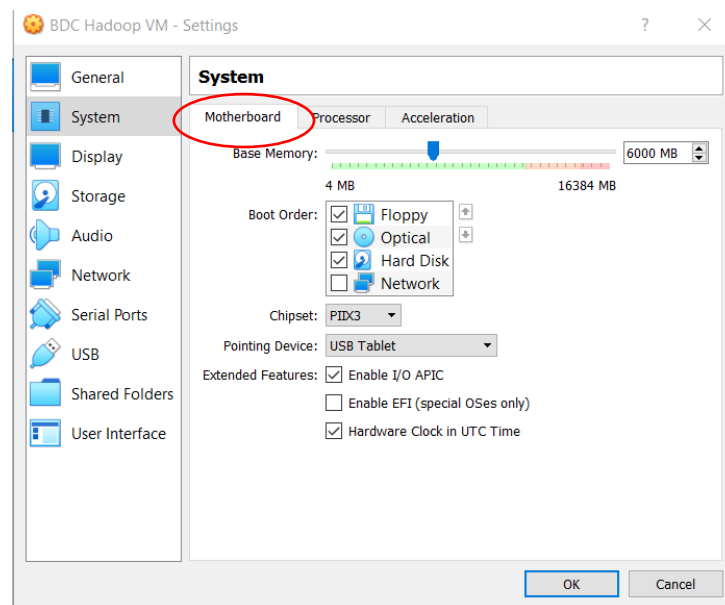 BDC Hadoop VM - Settings
?
General
System
Display
Storage
Audio
Network
Serial Ports
USB
Shared Folders
User Interface
System
Motherboard Processor Acceleration
Base Memory: 6000 MB
4 MB 16384 MB
Boot Order: Floppy
Optical
Hard Disk
Network
Chipset: PIIX3
Pointing Device: USB Tablet
Extended Features: Enable I/O APIC
Enable EFI (special OSes only)
Hardware Clock in UTC Time
OK Cancel